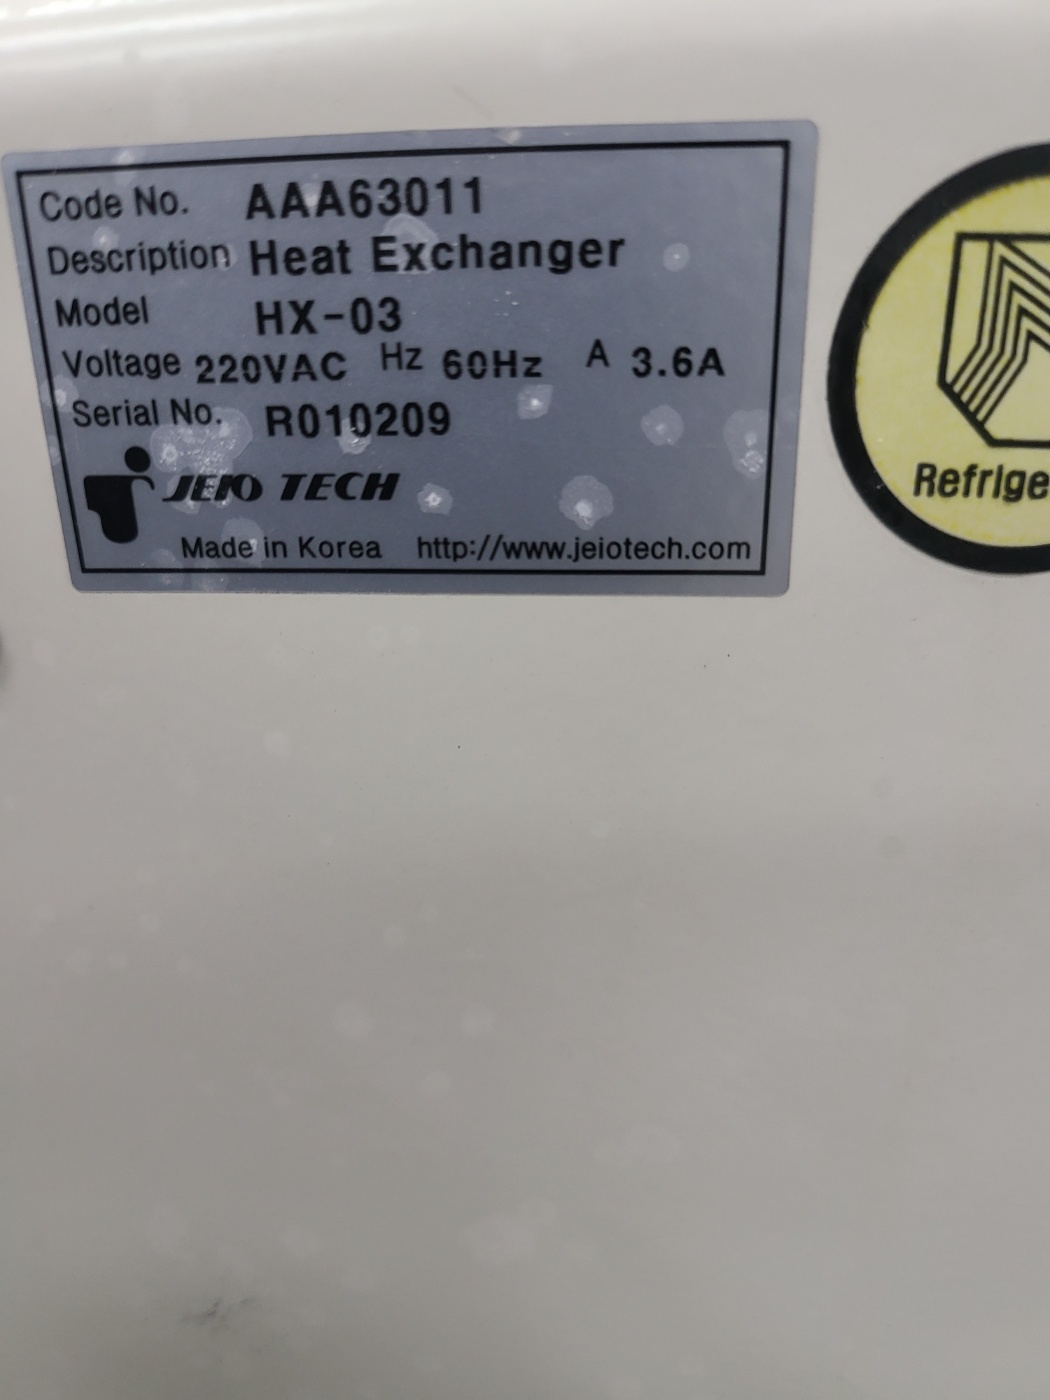 Code No. AAA63011
Description Heat Exchanger
Model HX-03
Voltage 220VAC Hz 60Hz A 3.6A
Serial No. R010209
JEIO TECH
Made in Korea http://www.jeiotech.com
Refrige